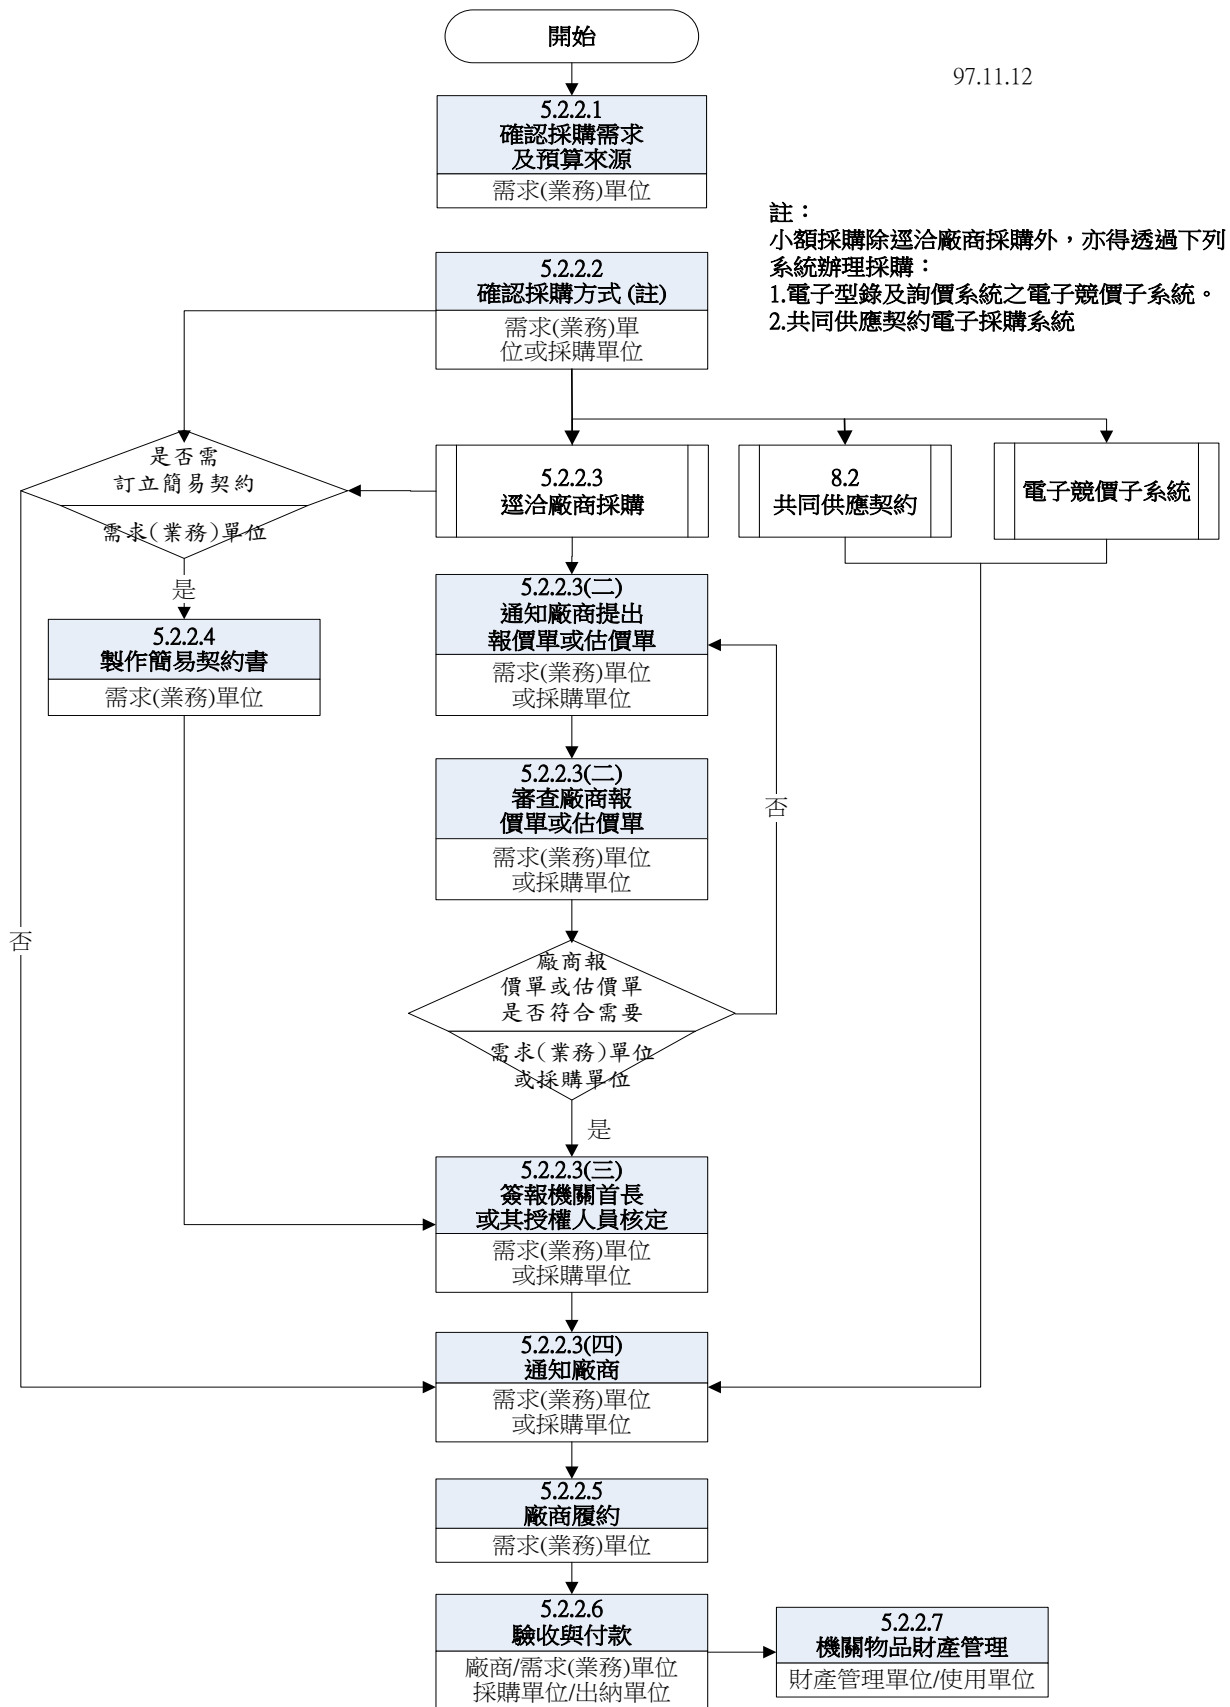 開始
97.11.12
5.2.2.1
確認採購需求
及預算來源
需求(業務)單位
註：
小額採購除逕洽廠商採購外，亦得透過下列
系統辦理採購：
1.電子型錄及詢價系統之電子競價子系統。
2.共同供應契約電子採購系統
5.2.2.2
確認採購方式 (註)
需求(業務)單
位或採購單位
是否需
訂立簡易契約
需求(業務)單位
5.2.2.3
逕洽廠商採購
8.2
共同供應契約
電子競價子系統
是
5.2.2.4
製作簡易契約書
需求(業務)單位
5.2.2.3(二)
通知廠商提出
報價單或估價單
需求(業務)單位
或採購單位
5.2.2.3(二)
審查廠商報
價單或估價單
需求(業務)單位
或採購單位
否
否
廠商報
價單或估價單
是否符合需要
需求(業務)單位
或採購單位
是
5.2.2.3(三)
簽報機關首長
或其授權人員核定
需求(業務)單位
或採購單位
5.2.2.3(四)
通知廠商
需求(業務)單位
或採購單位
5.2.2.5
廠商履約
需求(業務)單位
5.2.2.6
驗收與付款
廠商/需求(業務)單位
採購單位/出納單位
5.2.2.7
機關物品財產管理
財產管理單位/使用單位